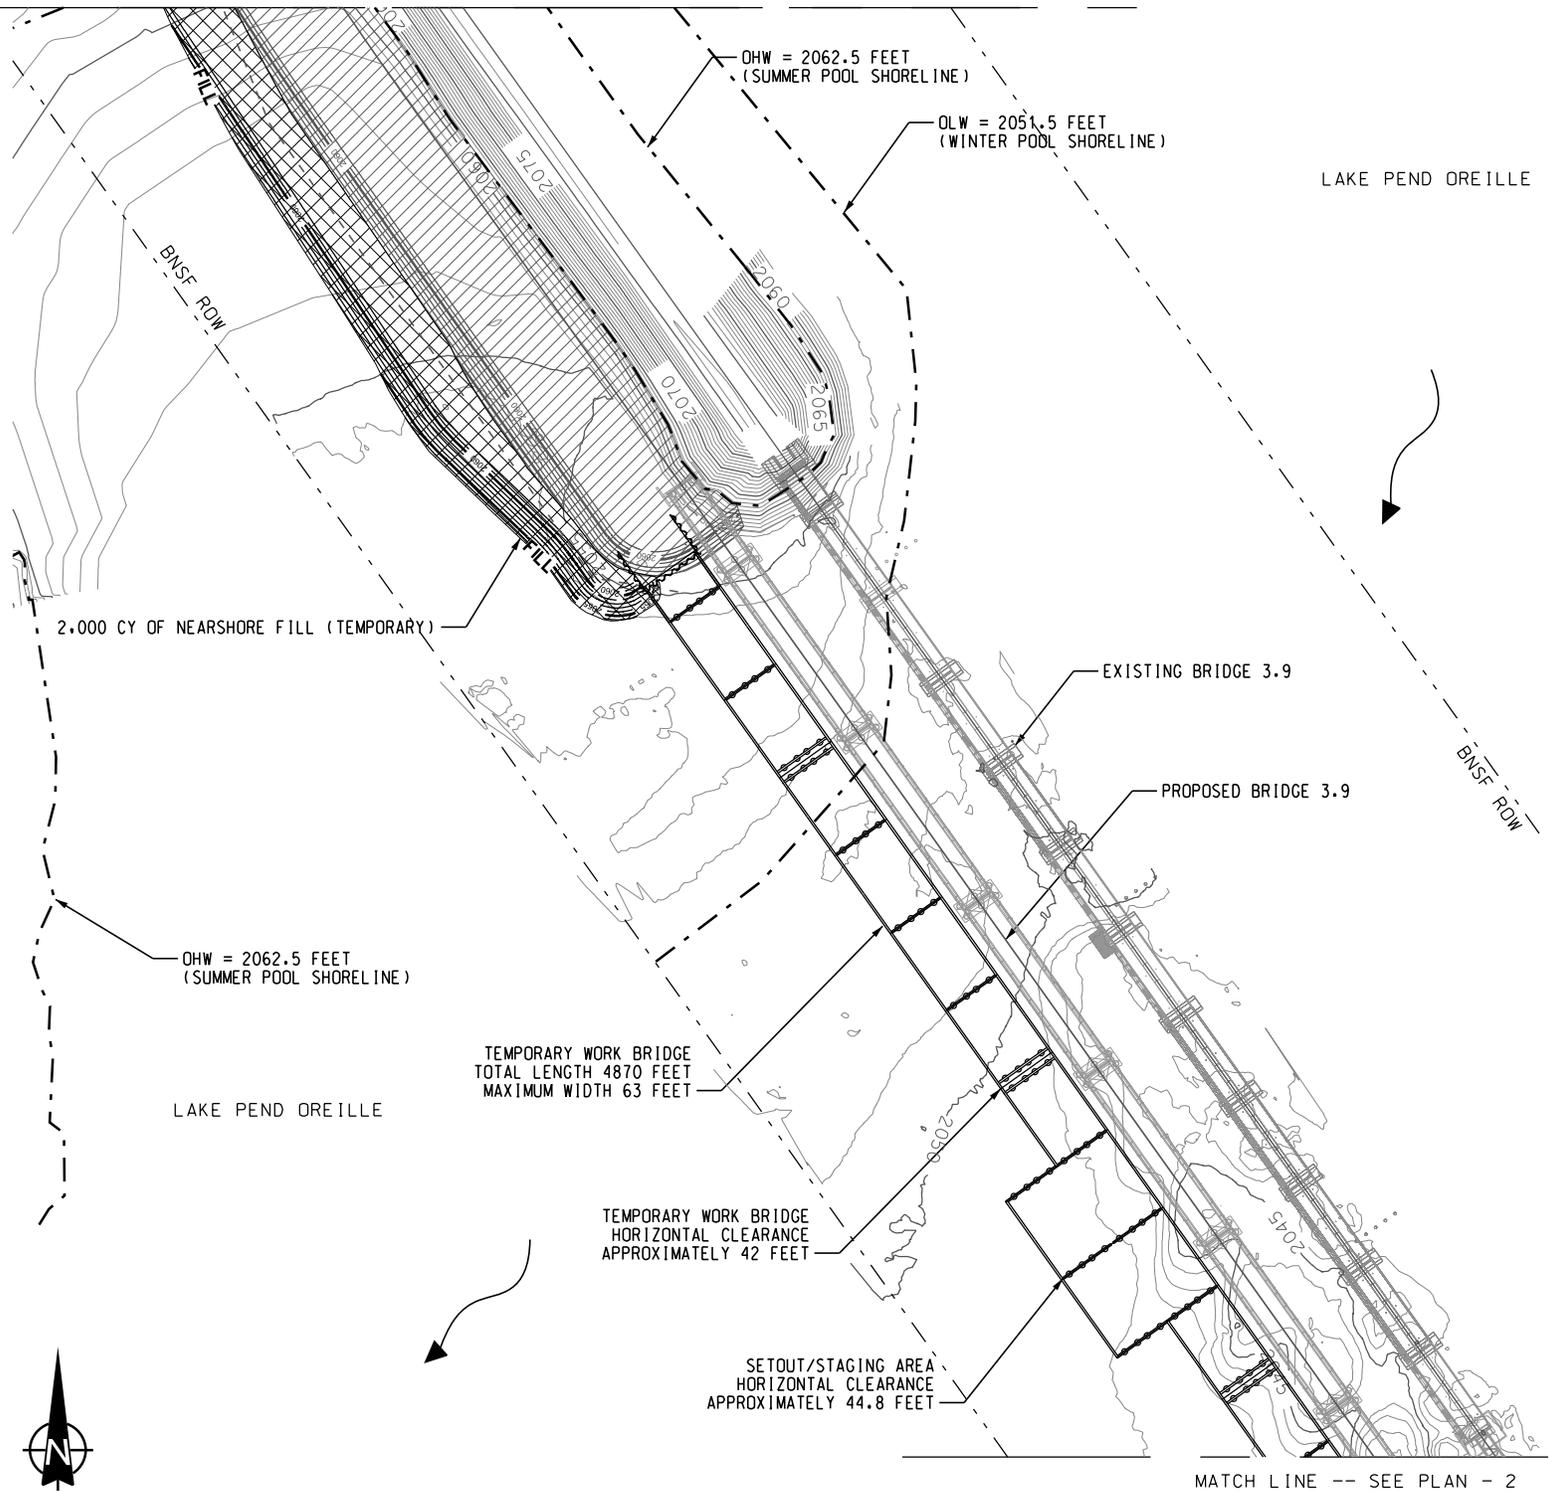 OHW = 2062.5 FEET
(SUMMER POOL SHORELINE)
OLW = 2051.5 FEET
(WINTER POOL SHORELINE)
LAKE PEND OREILLE
FILL
2060
2075
BNSF ROW
2060
2070
2065
FILL
2,000 CY OF NEARSHORE FILL (TEMPORARY)
EXISTING BRIDGE 3.9
BNSF ROW
PROPOSED BRIDGE 3.9
OHW = 2062.5 FEET
(SUMMER POOL SHORELINE)
TEMPORARY WORK BRIDGE
TOTAL LENGTH 4870 FEET
MAXIMUM WIDTH 63 FEET
LAKE PEND OREILLE
2050
TEMPORARY WORK BRIDGE
HORIZONTAL CLEARANCE
APPROXIMATELY 42 FEET
2045
SETOUT/STAGING AREA
HORIZONTAL CLEARANCE
APPROXIMATELY 44.8 FEET
N
MATCH LINE -- SEE PLAN - 2